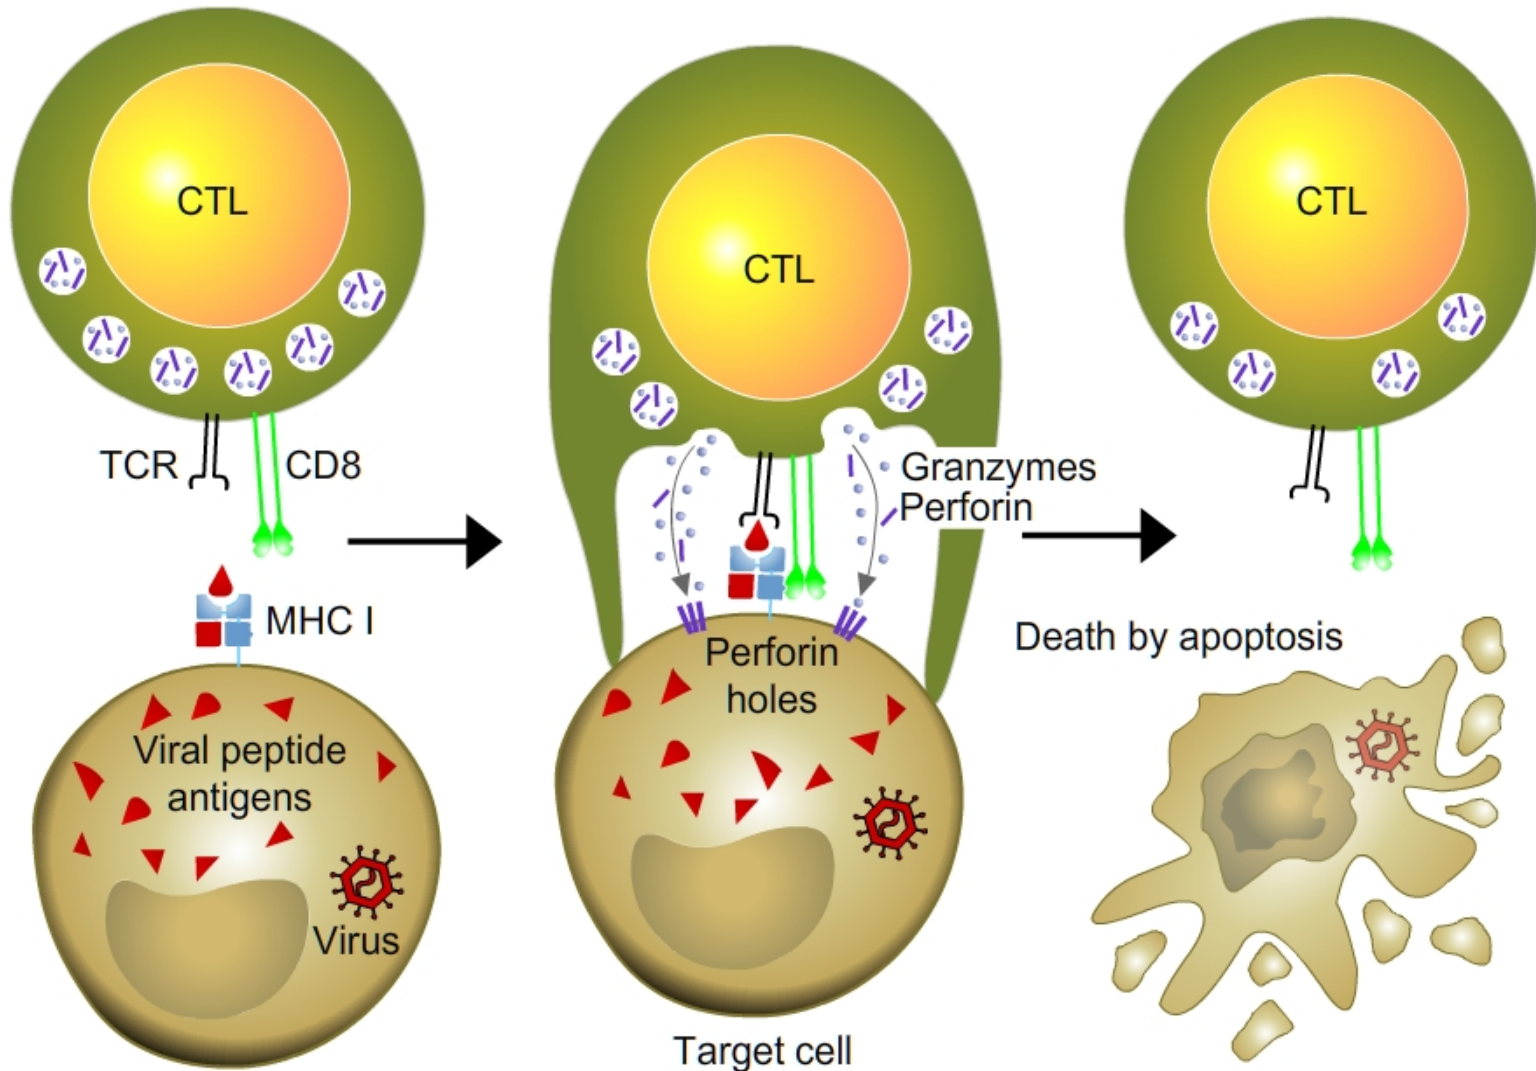 CTL
TCR
CD8
MHC I
Viral peptide
antigens
Virus
CTL
Granzymes
Perforin
Perforin
holes
Target cell
CTL
Death by apoptosis